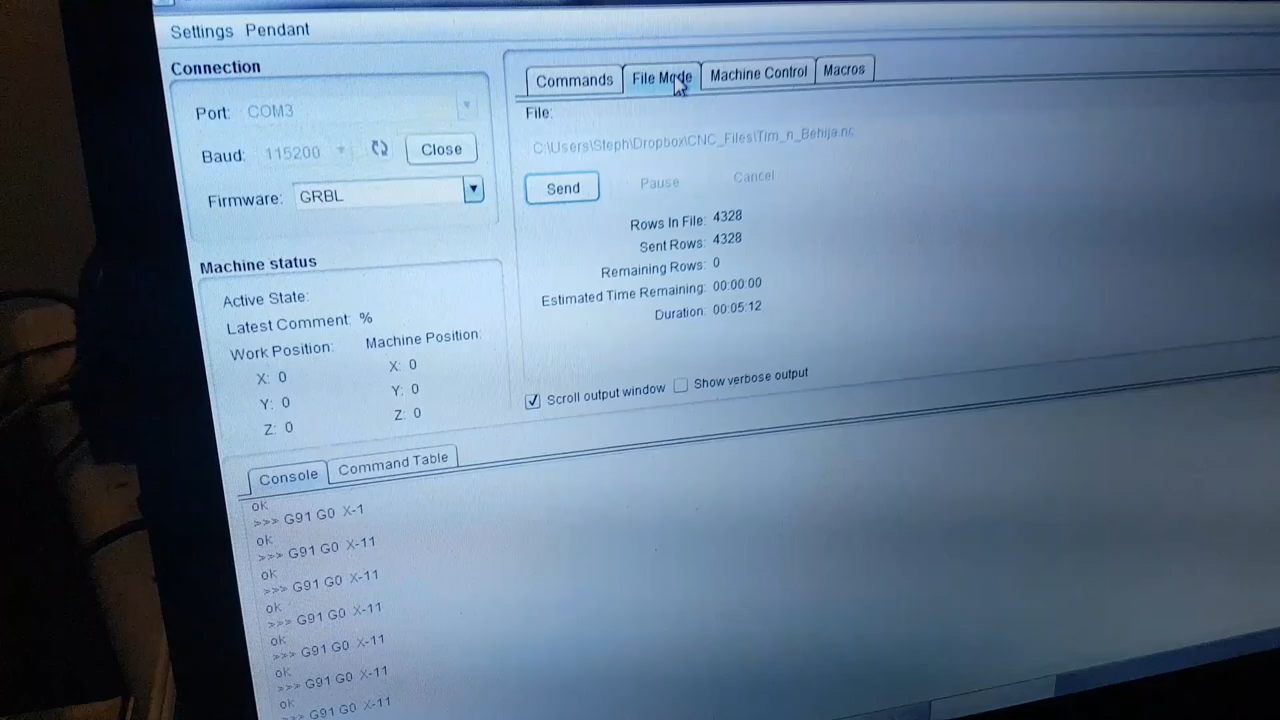 Settings Pendant
Connection
Port: COM3
Baud: 115200 Close
Firmware: GRBL
Machine status
Active State:
Latest Comment: %
Work Position: Machine Position:
X: 0 X: 0
Y: 0 Y: 0
Z: 0 Z: 0
Commands File Mode Machine Control Macros
File:
C:\Users\Steph\Dropbox\CNC_Files\Tim_n_Behija.nc
Send Pause Cancel
Rows In File: 4328
Sent Rows: 4328
Remaining Rows: 0
Estimated Time Remaining: 00:00:00
Duration: 00:05:12
Scroll output window Show verbose output
Console Command Table
ok
>>> G91 G0 X-1
ok
>>> G91 G0 X-11
ok
>>> G91 G0 X-11
ok
>>> G91 G0 X-11
ok
>>> G91 G0 X-11
ok
>>> G91 G0 X-11
ok
>>> G91 G0 X-11